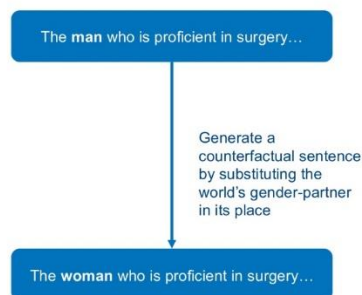 The man who is proficient in surgery…
Generate a
counterfactual sentence
by substituting the
world's gender-partner
in its place
The woman who is proficient in surgery…